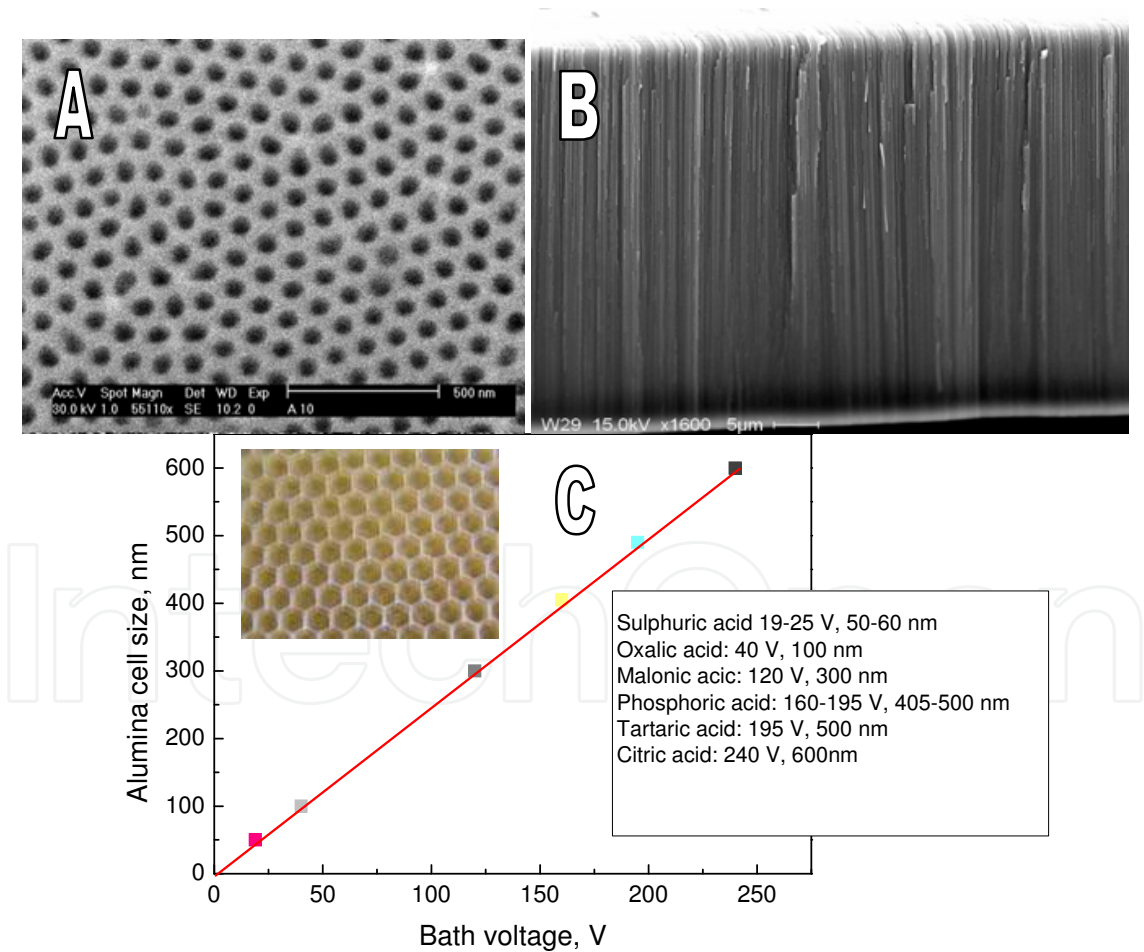 A
Acc.V Spot Magn Det WD Exp 500 nm
30.0 kV 1.0 55110x SE 10.2 0 A 10
B
W29 15.0kV x1600 5µm
C
600
500
400
300
200
100
0
Alumina cell size, nm
0 50 100 150 200 250
Bath voltage, V
Sulphuric acid 19-25 V, 50-60 nm
Oxalic acid: 40 V, 100 nm
Malonic acic: 120 V, 300 nm
Phosphoric acid: 160-195 V, 405-500 nm
Tartaric acid: 195 V, 500 nm
Citric acid: 240 V, 600nm
IntechOpen